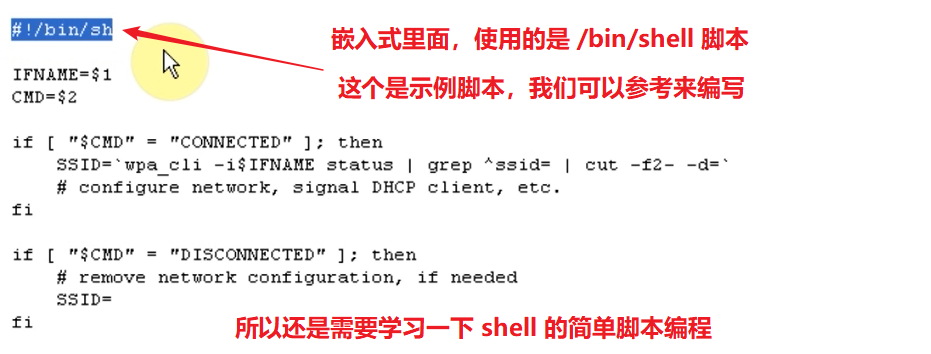 #!/bin/sh
嵌入式里面，使用的是 /bin/shell 脚本
这个是示例脚本，我们可以参考来编写
IFNAME=$1
CMD=$2
if [ "$CMD" = "CONNECTED" ]; then
    SSID=`wpa_cli -i$IFNAME status | grep ^ssid= | cut -f2- -d=`
    # configure network, signal DHCP client, etc.
fi
if [ "$CMD" = "DISCONNECTED" ]; then
    # remove network configuration, if needed
    SSID=
fi
所以还是需要学习一下 shell 的简单脚本编程